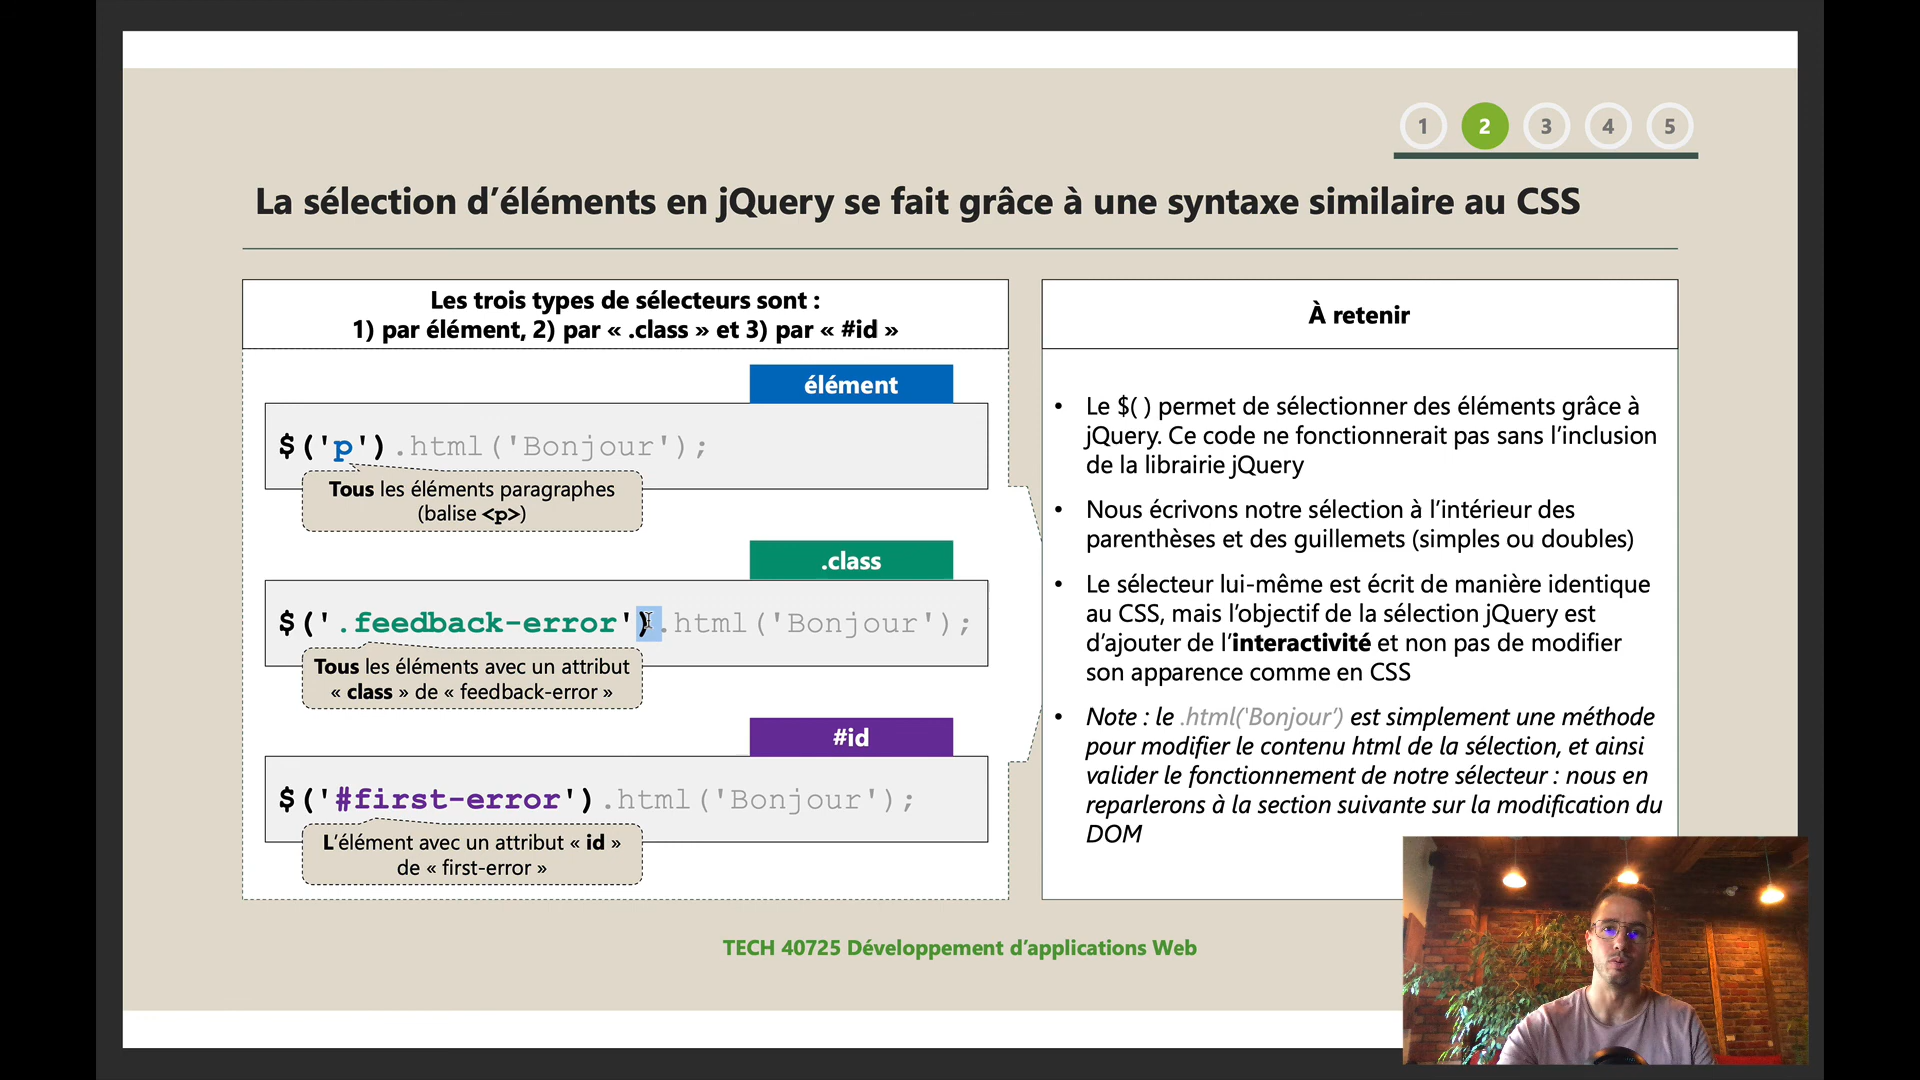 1 2 3 4 5
La sélection d’éléments en jQuery se fait grâce à une syntaxe similaire au CSS
Les trois types de sélecteurs sont :
1) par élément, 2) par « .class » et 3) par « #id »
élément
$('p').html('Bonjour');
Tous les éléments paragraphes
(balise <p>)
.class
$('.feedback-error').html('Bonjour');
Tous les éléments avec un attribut
« class » de « feedback-error »
#id
$('#first-error').html('Bonjour');
L’élément avec un attribut « id »
de « first-error »
À retenir
• Le $( ) permet de sélectionner des éléments grâce à
jQuery. Ce code ne fonctionnerait pas sans l’inclusion
de la librairie jQuery
• Nous écrivons notre sélection à l’intérieur des
parenthèses et des guillemets (simples ou doubles)
• Le sélecteur lui-même est écrit de manière identique
au CSS, mais l’objectif de la sélection jQuery est
d’ajouter de l’interactivité et non pas de modifier
son apparence comme en CSS
• Note : le .html(‘Bonjour’) est simplement une méthode
pour modifier le contenu html de la sélection, et ainsi
valider le fonctionnement de notre sélecteur : nous en
reparlerons à la section suivante sur la modification du
DOM
TECH 40725 Développement d’applications Web